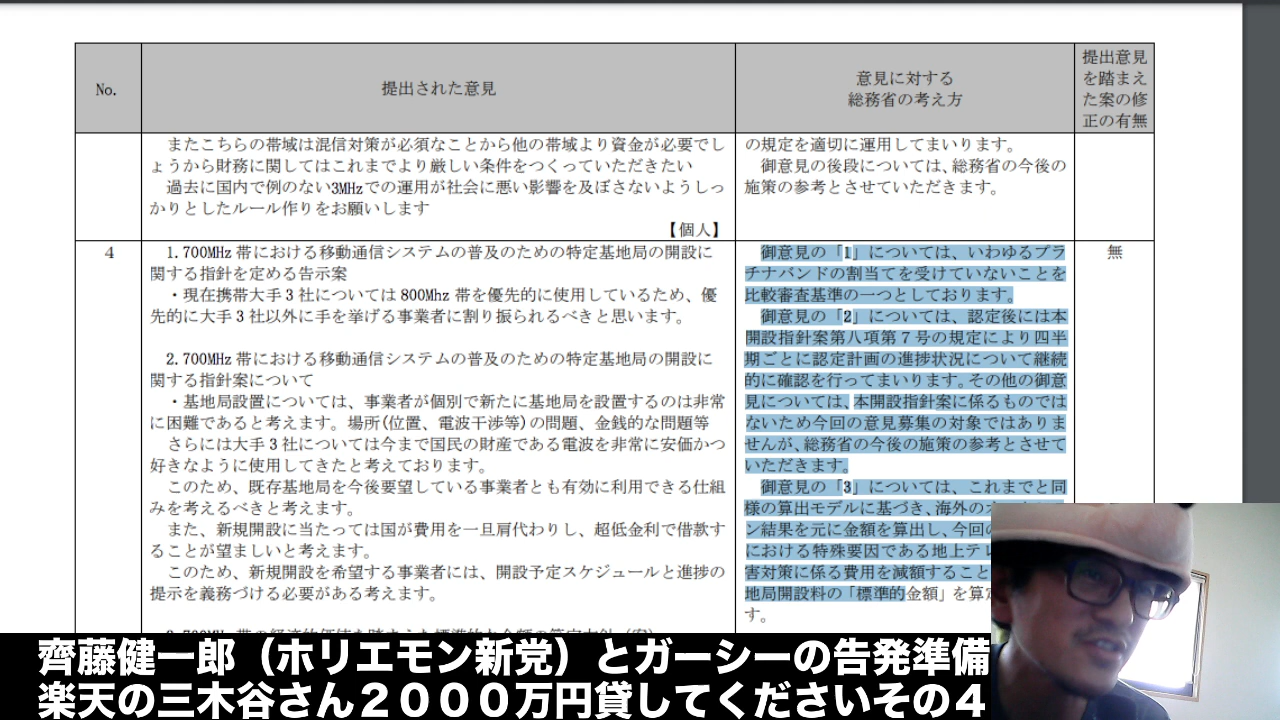 No.
提出された意見
意見に対する
総務省の考え方
提出意見
を踏まえ
た案の修
正の有無
またこちらの帯域は混信対策が必須なことから他の帯域より資金が必要でし
ょうから財務に関してはこれまでより厳しい条件をつくっていただきたい
過去に国内で例のない3MHzでの運用が社会に悪い影響を及ぼさないようしっ
かりとしたルール作りをお願いします
【個人】
の規定を適切に運用してまいります。
御意見の後段については、総務省の今後の
施策の参考とさせていただきます。
4
1.700MHz帯における移動通信システムの普及のための特定基地局の開設に
関する指針を定める告示案
・現在携帯大手3社については800Mhz帯を優先的に使用しているため、優
先的に大手3社以外に手を挙げる事業者に割り振られるべきと思います。
2.700MHz帯における移動通信システムの普及のための特定基地局の開設に
関する指針案について
・基地局設置については、事業者が個別で新たに基地局を設置するのは非常
に困難であると考えます。場所(位置、電波干渉等)の問題、金銭的な問題等
さらには大手3社については今まで国民の財産である電波を非常に安価かつ
好きなように使用してきたと考えております。
このため、既存基地局を今後要望している事業者とも有効に利用できる仕組
みを考えるべきと考えます。
また、新規開設に当たっては国が費用を一旦肩代わりし、超低金利で借款す
ることが望ましいと考えます。
このため、新規開設を希望する事業者には、開設予定スケジュールと進捗の
提示を義務づける必要があると考えます。
御意見の「1」については、いわゆるプラ
チナバンドの割当てを受けていないことを
比較審査基準の一つとしております。
御意見の「2」については、認定後には本
開設指針案第八項第7号の規定により四半
期ごとに認定計画の進捗状況について継続
的に確認を行ってまいります。その他の御意
見については、本開設指針案に係るものでは
ないため今回の意見募集の対象ではありま
せんが、総務省の今後の施策の参考とさせて
いただきます。
御意見の「3」については、これまでと同
様の算出モデルに基づき、海外のオ
ン結果を元に金額を算出し、今回
における特殊要因である地上テレ
害対策に係る費用を減額すること
地局開設料の「標準的金額」を算
す。
無
齊藤健一郎（ホリエモン新党）とガーシーの告発準備
楽天の三木谷さん２０００万円貸してくださいその４